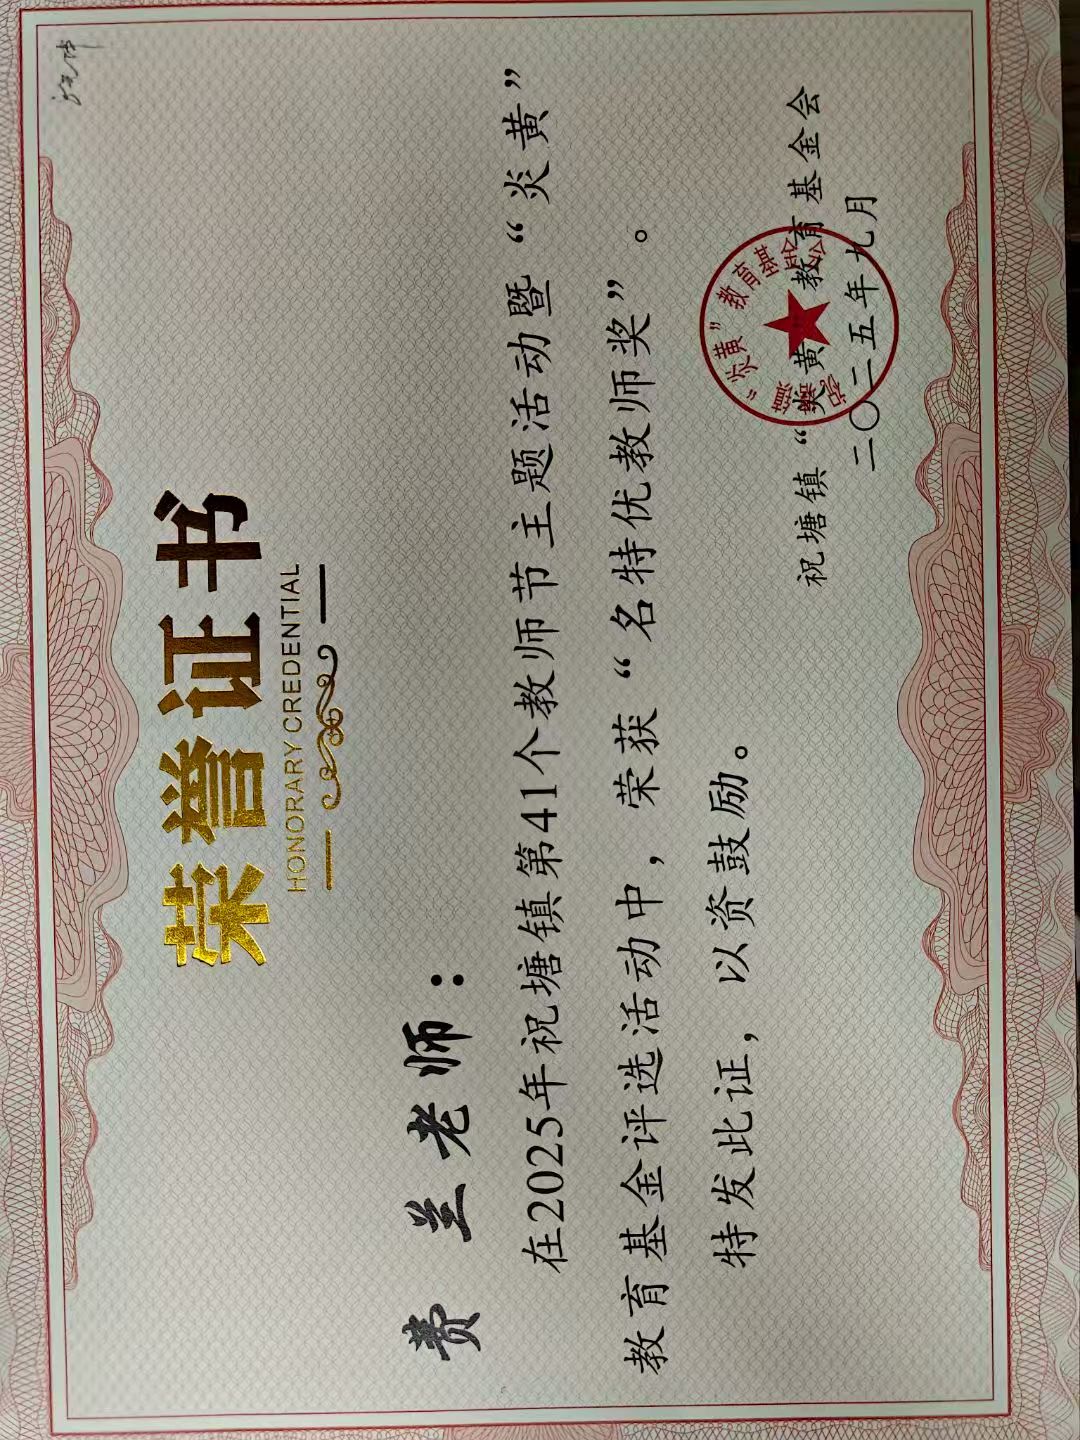 荣誉证书
HONORARY CREDENTIAL
费 兰老师：
在2025年祝塘镇第41个教师节主题活动暨“炎黄”
教育基金评选活动中，荣获“名特优教师奖”。
特发此证，以资鼓励。
祝塘镇“炎黄”教育基金会
二〇二五年九月